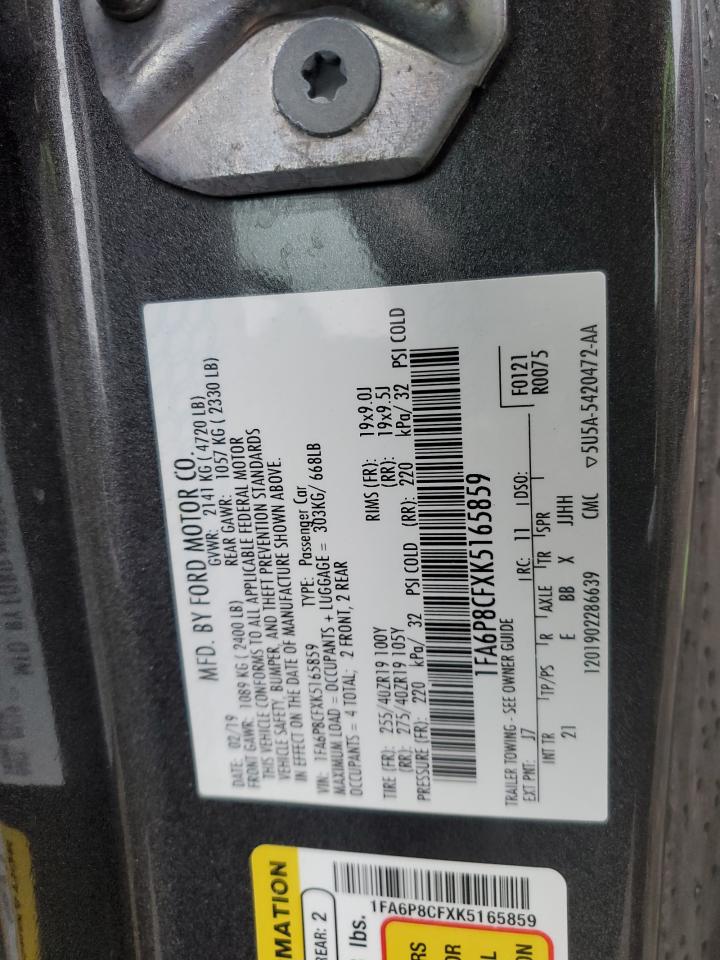 MFD. BY FORD MOTOR CO.
DATE: 02/19 GVWR: 2141 KG ( 4720 LB)
FRONT GAWR: 1089 KG ( 2400 LB) REAR GAWR: 1057 KG ( 2330 LB)
THIS VEHICLE CONFORMS TO ALL APPLICABLE FEDERAL MOTOR
VEHICLE SAFETY, BUMPER, AND THEFT PREVENTION STANDARDS
IN EFFECT ON THE DATE OF MANUFACTURE SHOWN ABOVE.
VIN: 1FA6P8CFXK5165859 TYPE: Passenger Car
MAXIMUM LOAD = OCCUPANTS + LUGGAGE = 303KG/ 668LB
OCCUPANTS = 4 TOTAL; 2 FRONT, 2 REAR
TIRE (FR): 255/40ZR19 100Y RIMS (FR): 19x9.0J
(RR): 275/40ZR19 105Y (RR): 19x9.5J
PRESSURE (FR): 220 kPa/ 32 PSI COLD (RR): 220 kPa/ 32 PSI COLD
1FA6P8CFXK5165859
TRAILER TOWING - SEE OWNER GUIDE
EXT PNT: J7 RC: 11 DSO: F0121
R0075
INT TR TP/PS R AXLE TR SPR
21 E BB X JJHH
1201902286639 CMC ▽5U5A-5420472-AA
MATION
REAR: 2
lbs.
1FA6P8CFXK5165859
RS
OR
L
ON